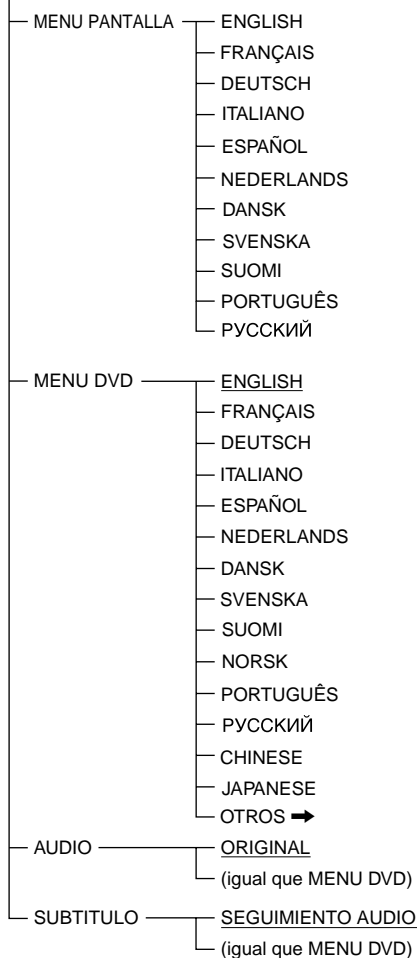 MENU PANTALLA ENGLISH
FRANÇAIS
DEUTSCH
ITALIANO
ESPAÑOL
NEDERLANDS
DANSK
SVENSKA
SUOMI
PORTUGUÊS
РУССКИЙ
MENU DVD ENGLISH
FRANÇAIS
DEUTSCH
ITALIANO
ESPAÑOL
NEDERLANDS
DANSK
SVENSKA
SUOMI
NORSK
PORTUGUÊS
РУССКИЙ
CHINESE
JAPANESE
OTROS ➡
AUDIO ORIGINAL
(igual que MENU DVD)
SUBTITULO SEGUIMIENTO AUDIO
(igual que MENU DVD)